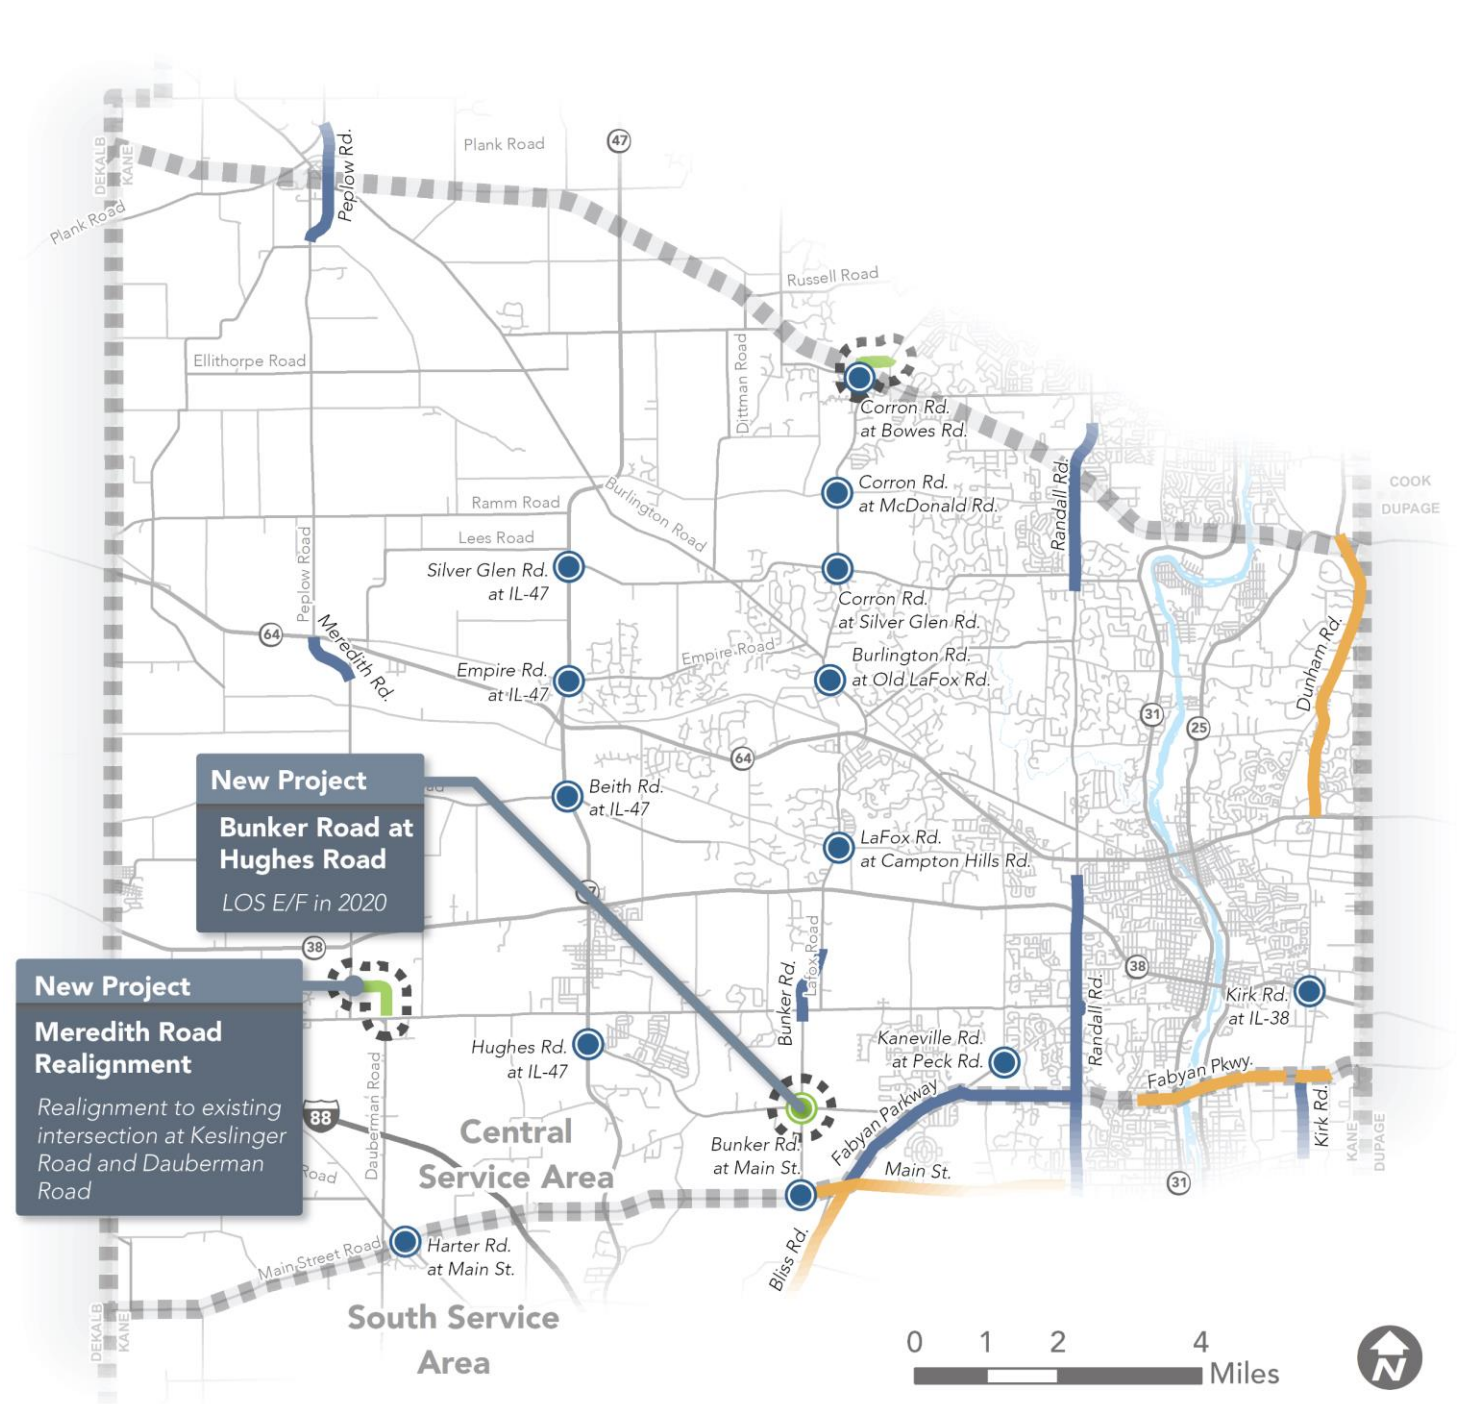 Plank Road
47
DEKALB
KANE
Peplow Rd.
Plank Road
Russell Road
Ellithorpe Road
Dittman Road
Corron Rd.
at Bowes Rd.
Randall Rd.
COOK
DUPAGE
Corron Rd.
at McDonald Rd.
Ramm Road
Burlington Road
Lees Road
Peplow Road
Silver Glen Rd.
at IL-47
Corron Rd.
at Silver Glen Rd.
64
Meredith Rd.
Empire Road
Empire Rd.
at IL-47
Burlington Rd.
at Old LaFox Rd.
Dunham Rd.
31
25
64
New Project
Bunker Road at
Hughes Road
LOS E/F in 2020
Beith Rd.
at IL-47
LaFox Rd.
at Campton Hills Rd.
38
Lafox Road
Bunker Rd.
38
Randall Rd.
Kirk Rd.
at IL-38
New Project
Meredith Road
Realignment
Realignment to existing
intersection at Keslinger
Road and Dauberman
Road
Hughes Rd.
at IL-47
Kaneville Rd.
at Peck Rd.
Fabyan Pkwy.
Kirk Rd.
KANE
DUPAGE
88
Dauberman Road
Road
Central
Service Area
Bunker Rd.
at Main St.
Fabyan Parkway
Main St.
31
Bliss Rd.
Main Street Road
Harter Rd.
at Main St.
DEKALB
KANE
South Service
Area
0 1 2 4
Miles
N